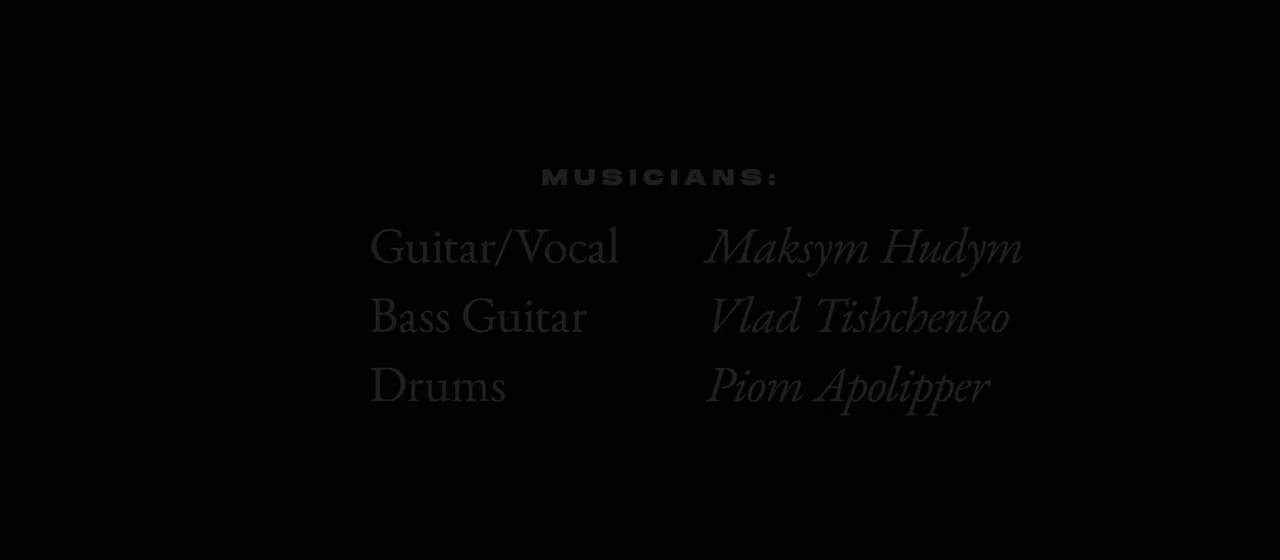 MUSICIANS:
Guitar/Vocal Maksym Hudym
Bass Guitar Vlad Tishchenko
Drums Piom Apolipper